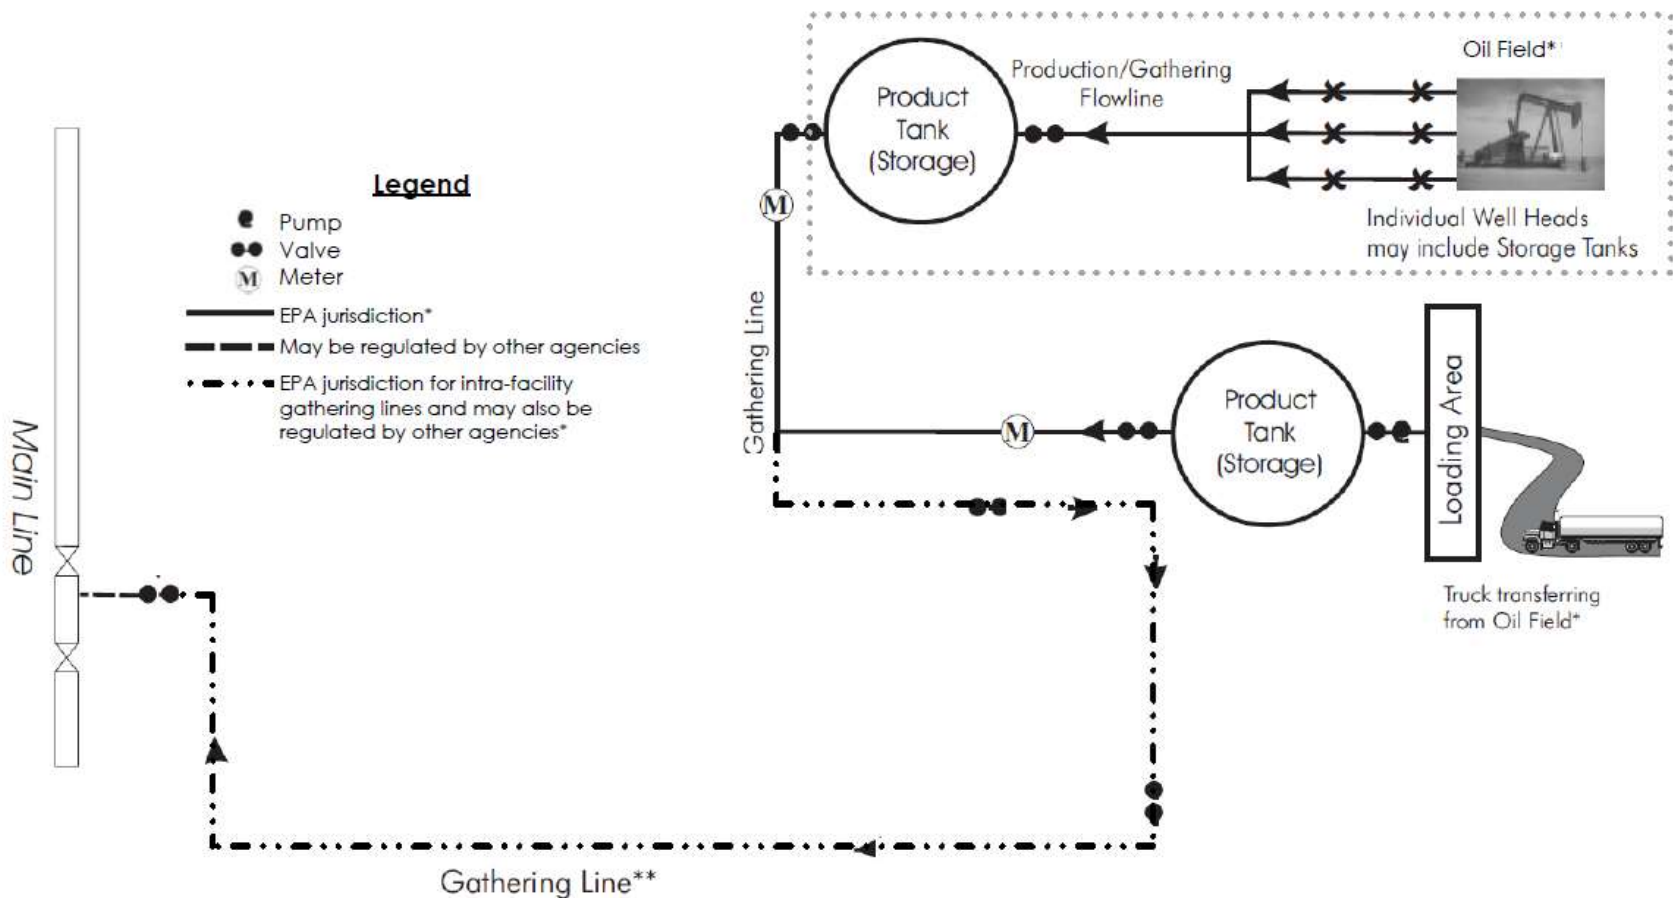 Oil Field*
Production/Gathering
Flowline
Product
Tank
(Storage)
M
Individual Well Heads
may include Storage Tanks
Legend
Pump
Valve
M Meter
EPA jurisdiction*
May be regulated by other agencies
EPA jurisdiction for intra-facility
gathering lines and may also be
regulated by other agencies*
Gathering Line
Main Line
Product
Tank
(Storage)
M
Loading Area
Truck transferring
from Oil Field*
Gathering Line**